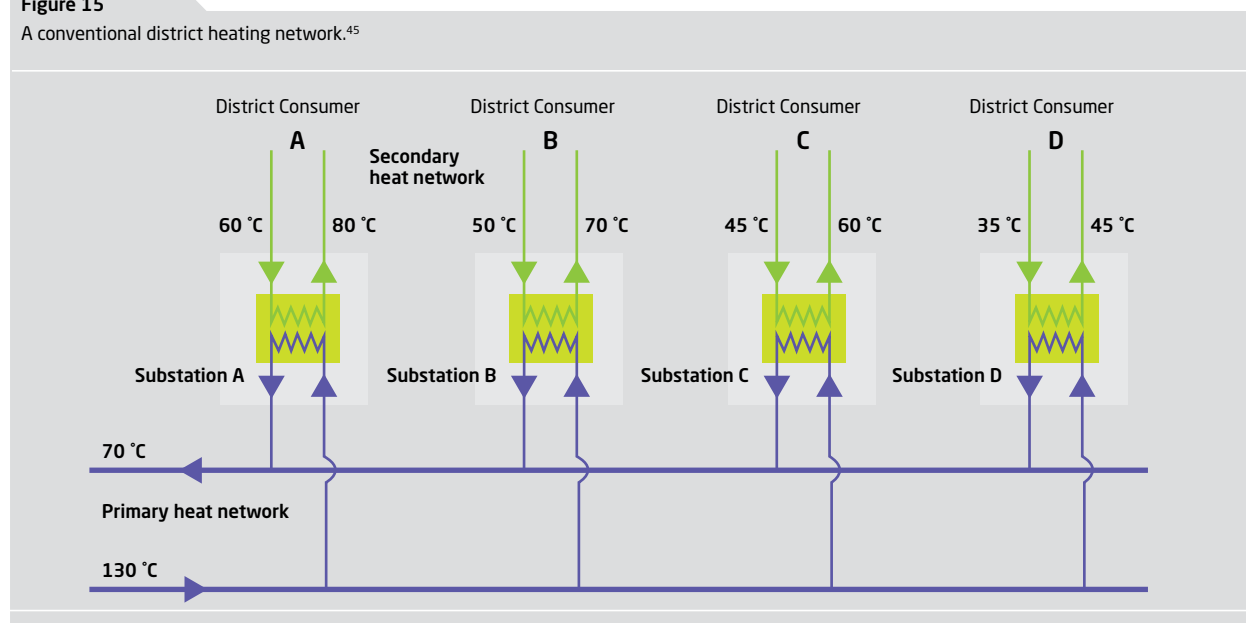 Figure 15
A conventional district heating network.45
District Consumer
A
District Consumer
B
District Consumer
C
District Consumer
D
Secondary
heat network
60 ˚C
80 ˚C
50 ˚C
70 ˚C
45 ˚C
60 ˚C
35 ˚C
45 ˚C
Substation A
Substation B
Substation C
Substation D
70 ˚C
Primary heat network
130 ˚C